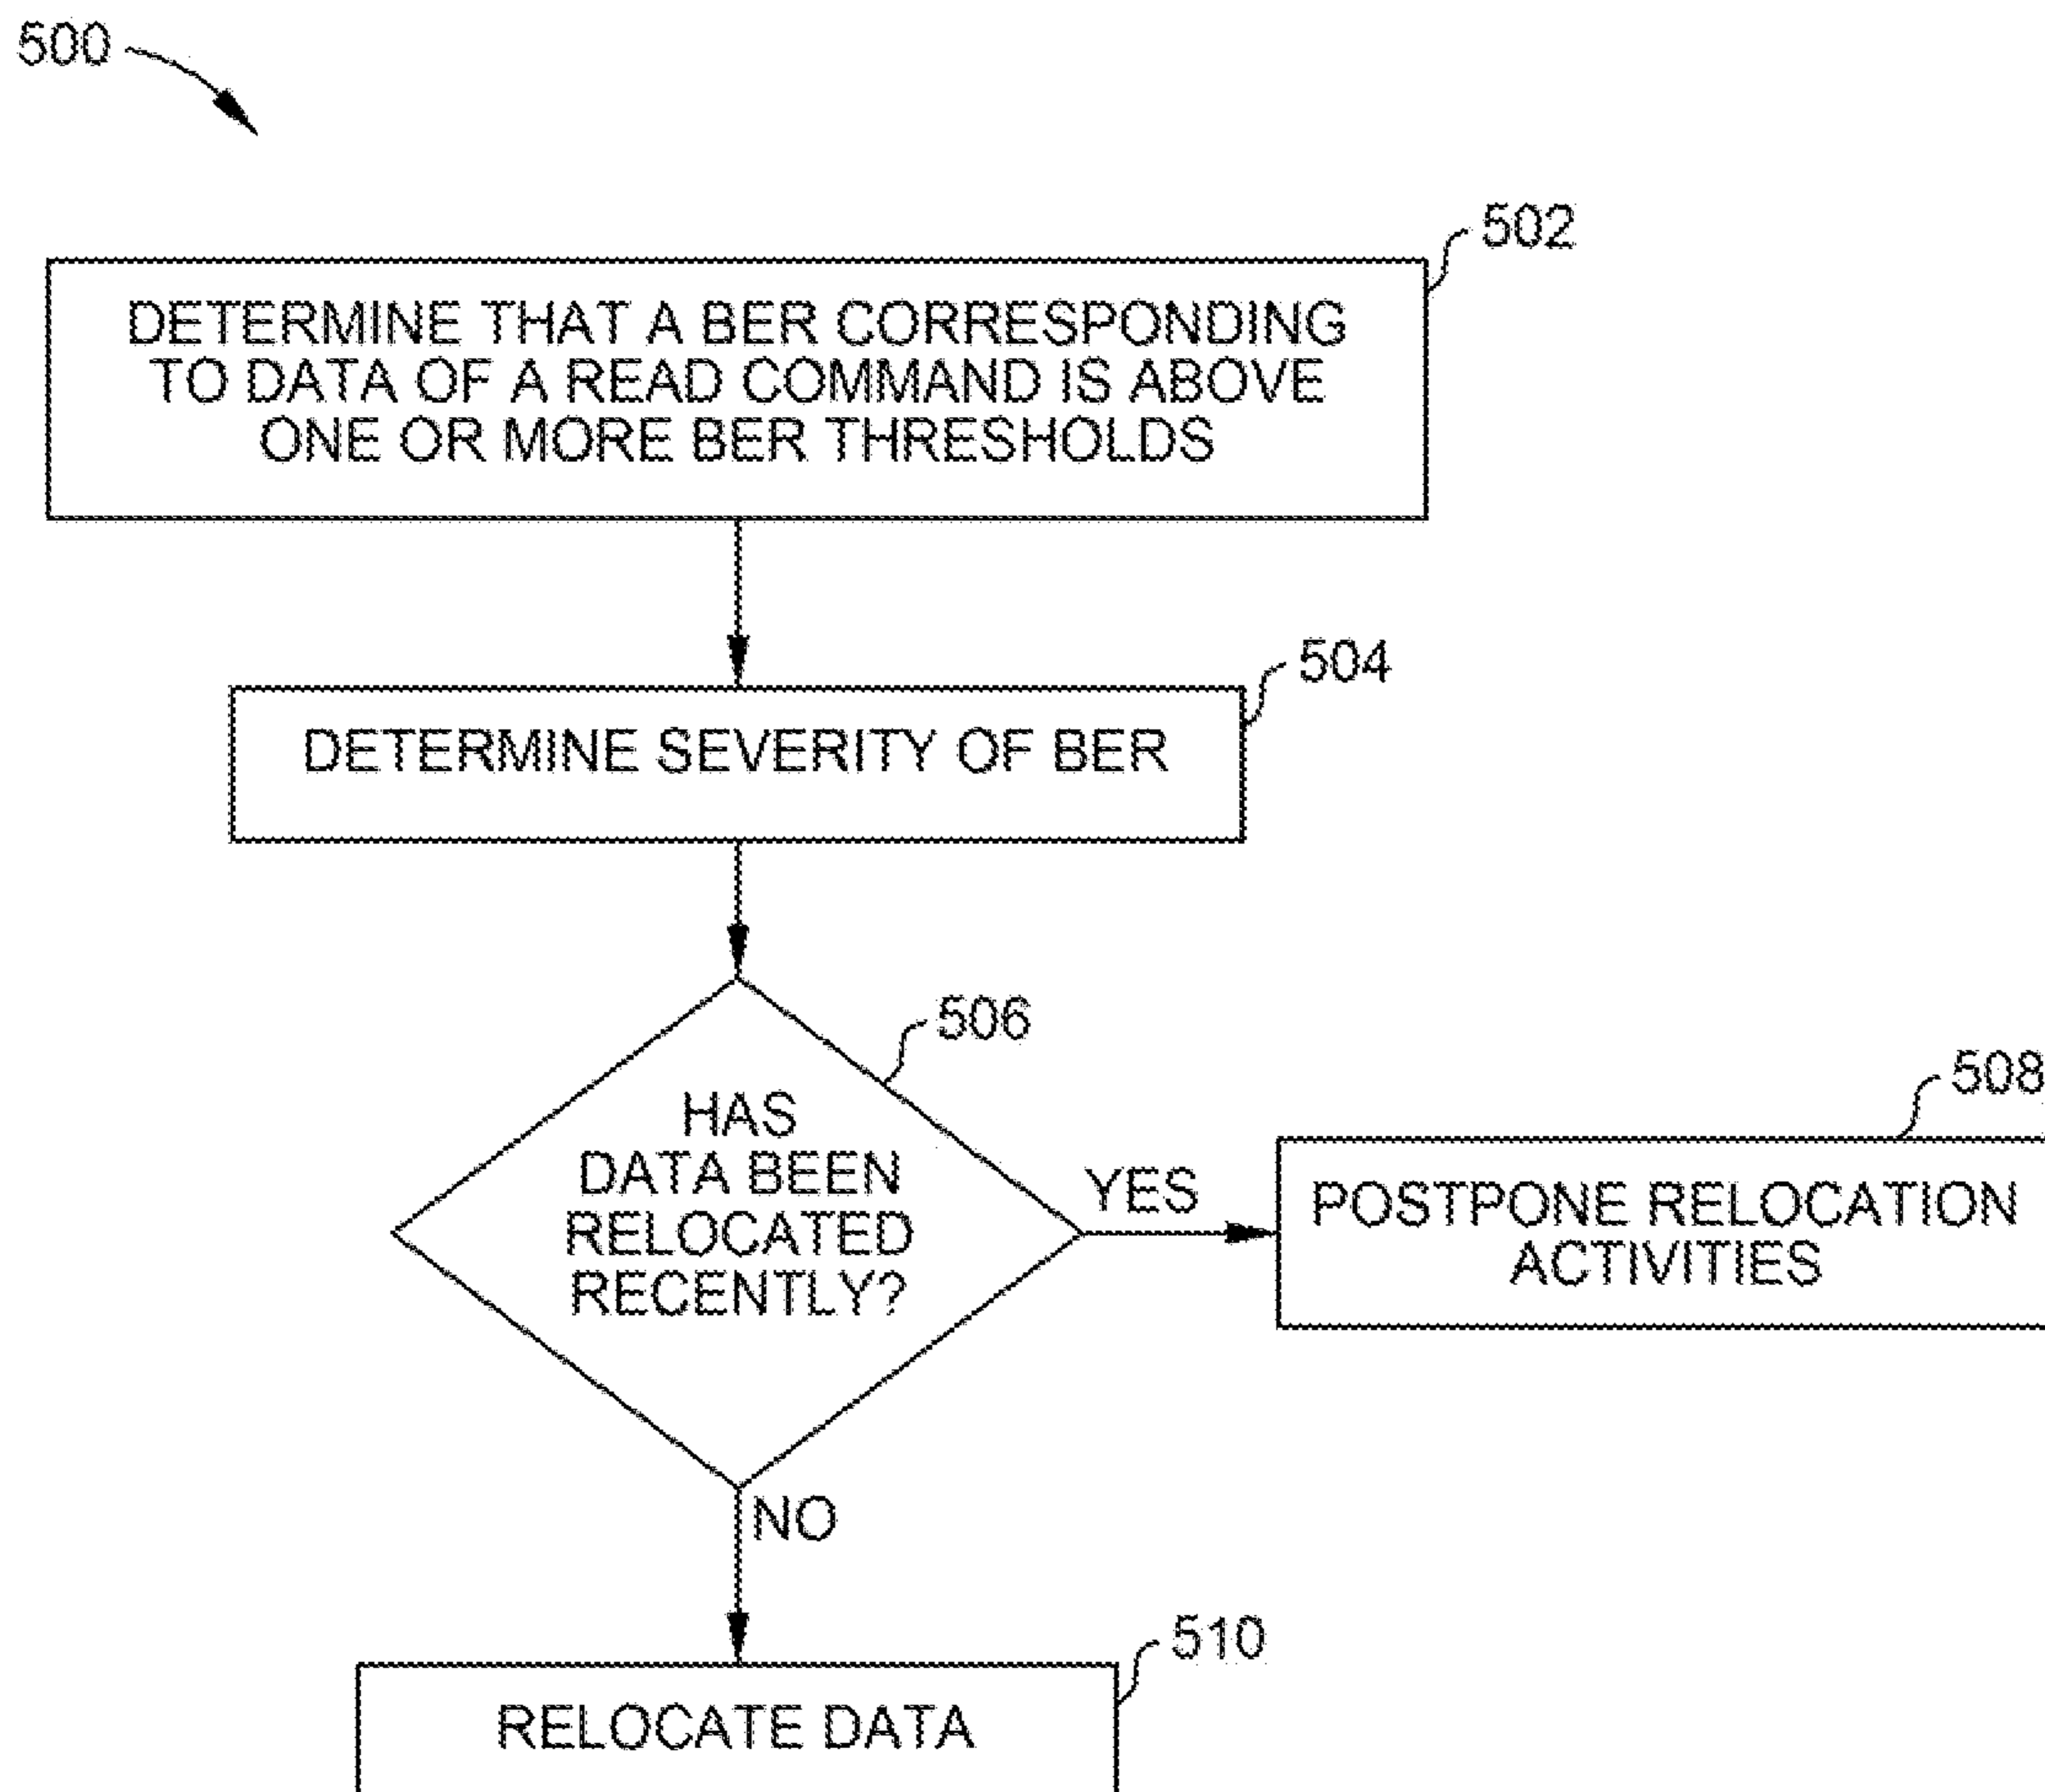 500
502
DETERMINE THAT A BER CORRESPONDING
TO DATA OF A READ COMMAND IS ABOVE
ONE OR MORE BER THRESHOLDS
504
DETERMINE SEVERITY OF BER
506
HAS
DATA BEEN
RELOCATED
RECENTLY?
YES
508
POSTPONE RELOCATION
ACTIVITIES
NO
510
RELOCATE DATA